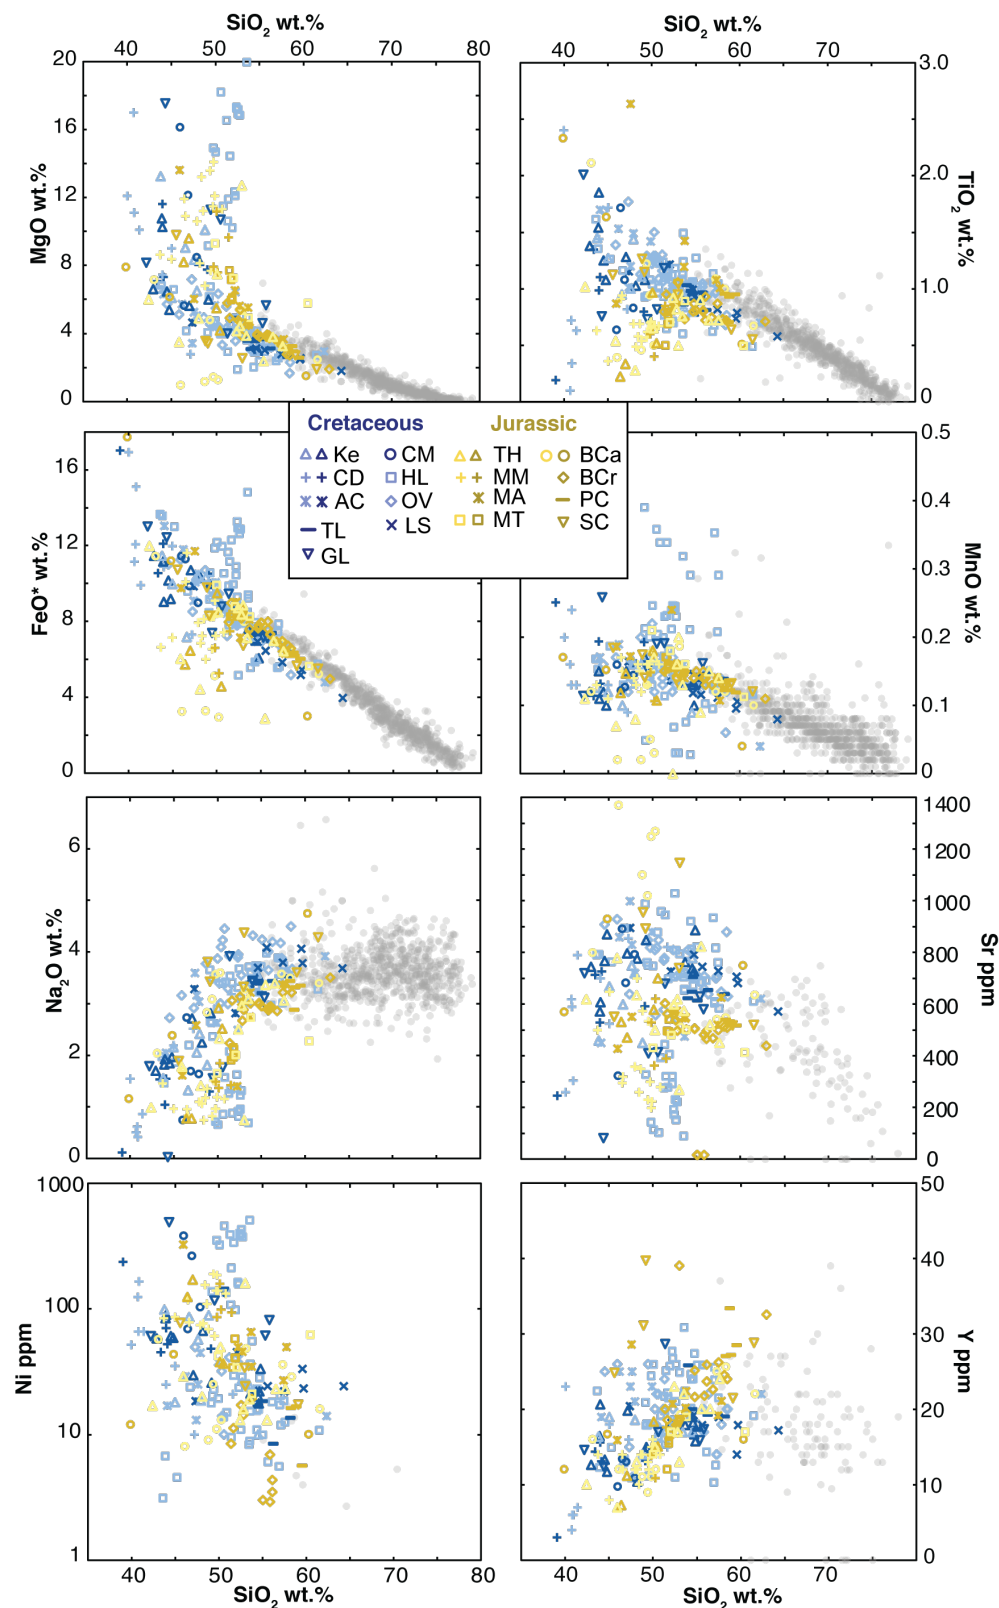 SiO2 wt.% SiO2 wt.%
40 50 60 70 80 40 50 60 70
20 3.0
16
12 2.0
8
4 1.0
0 0
MgO wt.% TiO2 wt.%
Cretaceous Jurassic
Ke CM TH BCa
CD HL MM BCr
AC OV MA PC
TL LS MT SC
GL
16 0.5
12 0.4
8 0.3
4 0.2
0 0.1
0
FeO* wt.% MnO wt.%
6 1400
4 1200
2 1000
0 800
600
400
200
0
Na2O wt.% Sr ppm
1000 50
100 40
10 30
1 20
10
0
Ni ppm Y ppm
40 50 60 70 80 40 50 60 70
SiO2 wt.% SiO2 wt.%